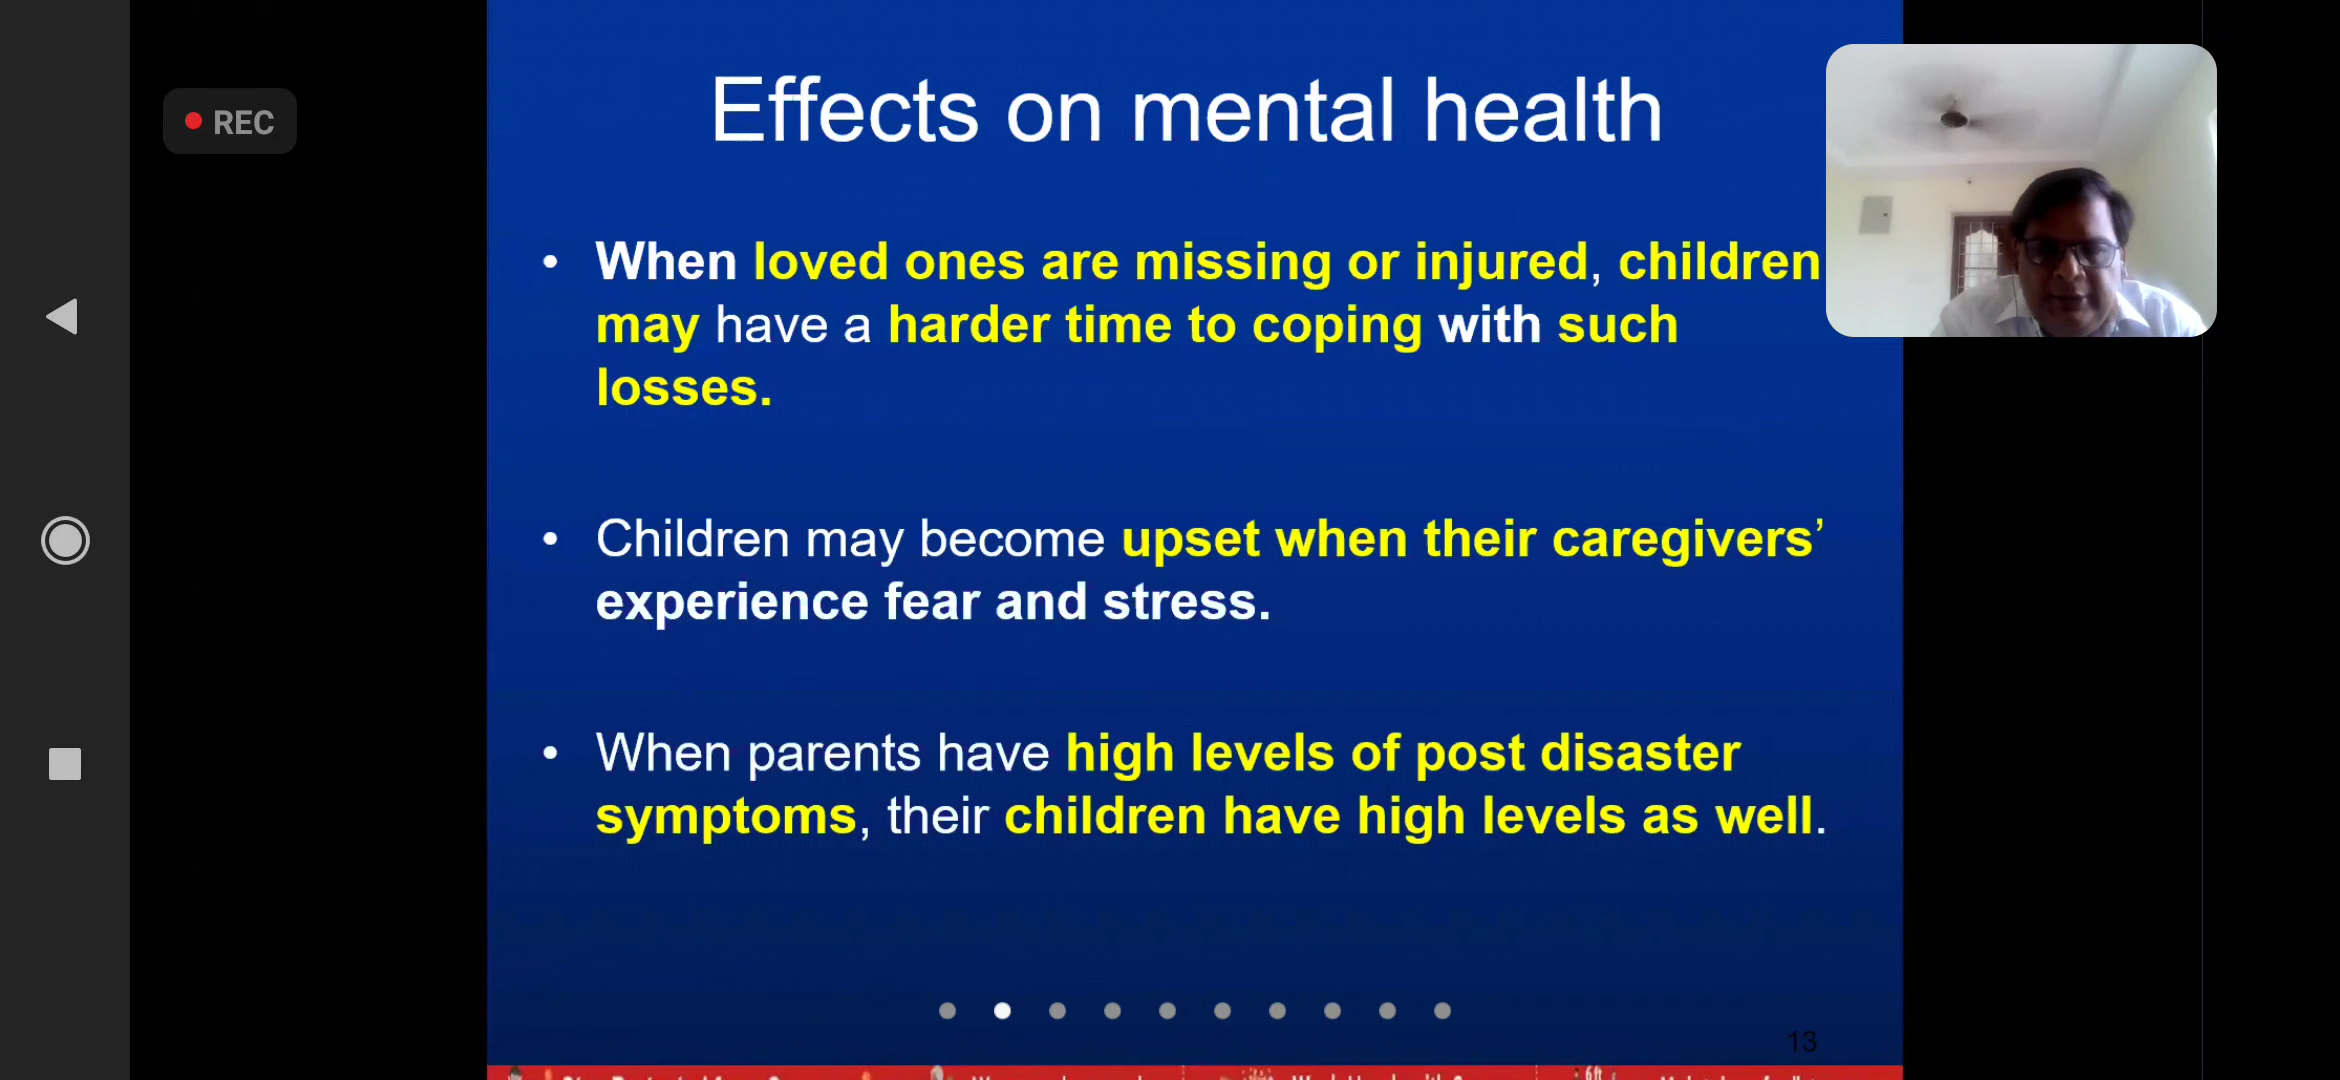 REC
Effects on mental health
• When loved ones are missing or injured, children
may have a harder time to coping with such
losses.
• Children may become upset when their caregivers’
experience fear and stress.
• When parents have high levels of post disaster
symptoms, their children have high levels as well.
13